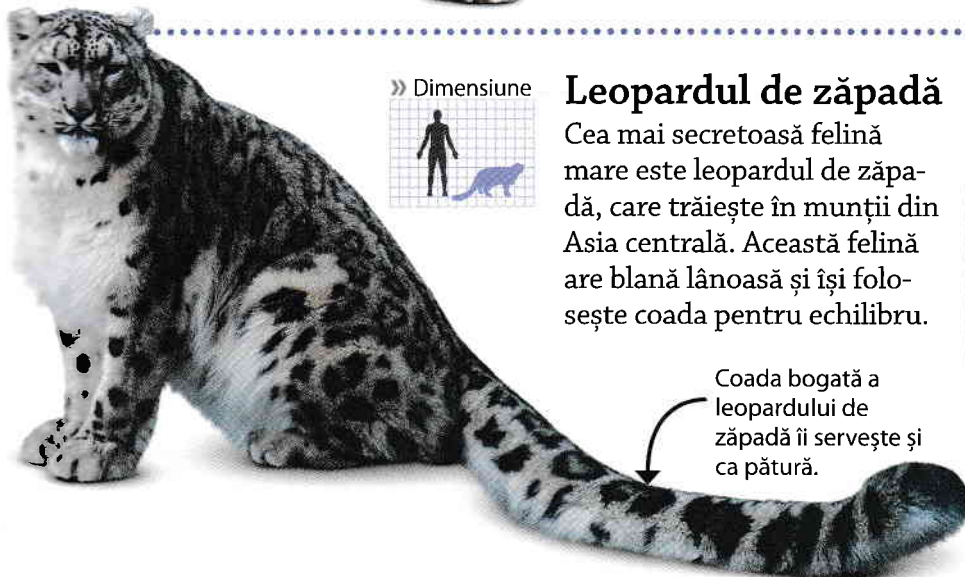 » Dimensiune
Leopardul de zăpadă
Cea mai secretoasă felină
mare este leopardul de zăpa-
dă, care trăiește în munții din
Asia centrală. Această felină
are blană lânoasă și își folo-
sește coada pentru echilibru.
Coada bogată a
leopardului de
zăpadă îi servește și
ca pătură.